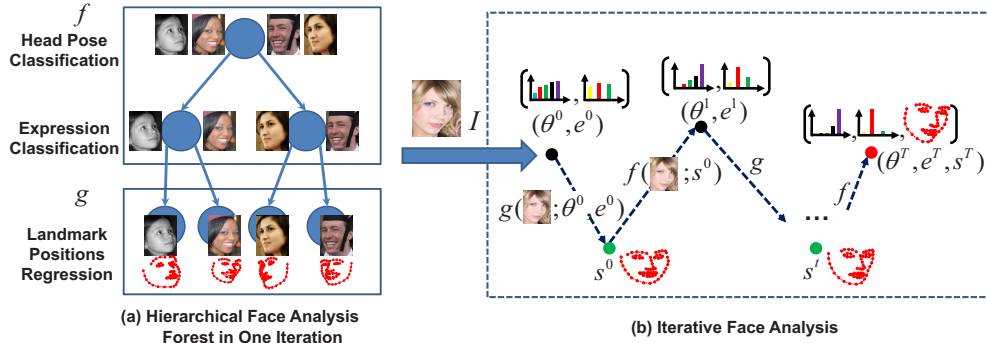 f
Head Pose
Classification
Expression
Classification
g
Landmark
Positions
Regression
(a) Hierarchical Face Analysis
Forest in One Iteration
I
( , )
(θ⁰, e⁰)
g( ; θ⁰, e⁰)
s⁰
f( ; s⁰)
( , )
(θ¹, e¹)
g
...
sᵗ
f
( , , )
(θᵀ, eᵀ, sᵀ)
(b) Iterative Face Analysis